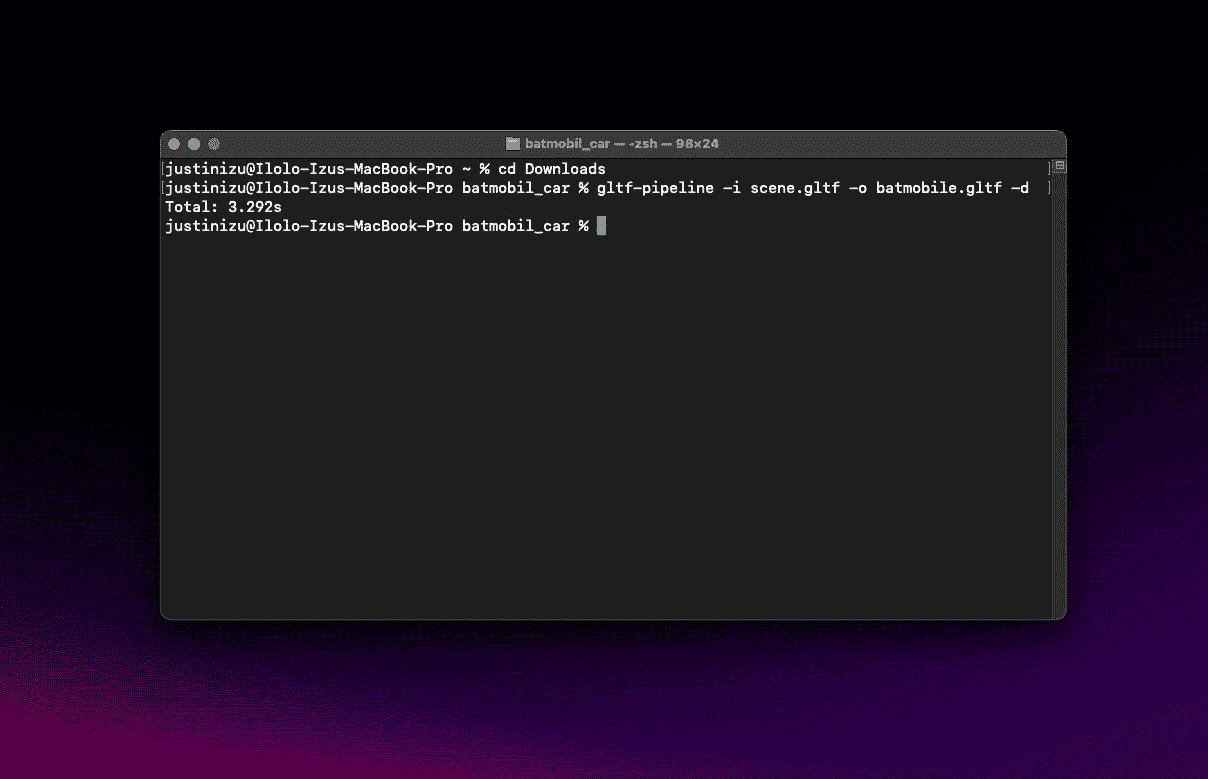 batmobil_car — -zsh — 98×24
[justinizu@Ilolo-Izus-MacBook-Pro ~ % cd Downloads ]
[justinizu@Ilolo-Izus-MacBook-Pro batmobil_car % gltf-pipeline -i scene.gltf -o batmobile.gltf -d ]
Total: 3.292s
justinizu@Ilolo-Izus-MacBook-Pro batmobil_car %